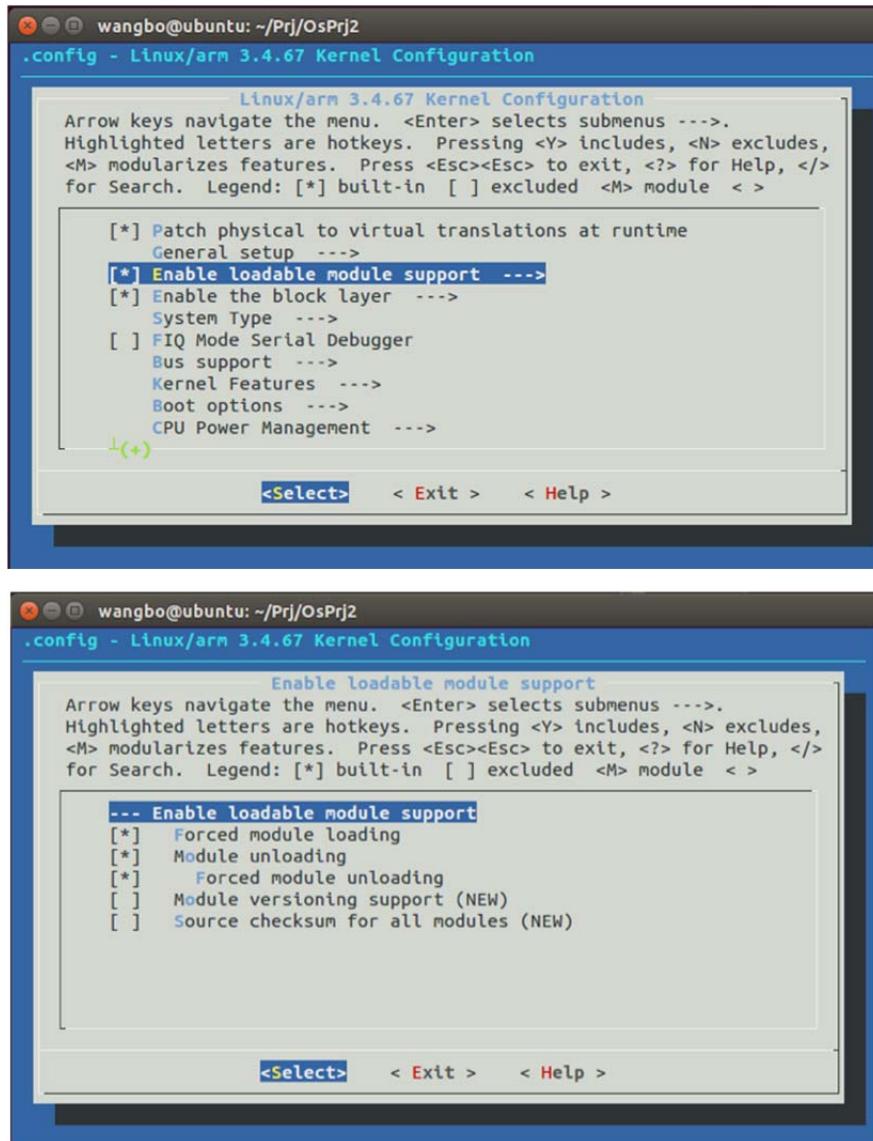 wangbo@ubuntu: ~/Prj/OsPrj2
.config - Linux/arm 3.4.67 Kernel Configuration
Linux/arm 3.4.67 Kernel Configuration
Arrow keys navigate the menu.  <Enter> selects submenus --->.
Highlighted letters are hotkeys.  Pressing <Y> includes, <N> excludes,
<M> modularizes features.  Press <Esc><Esc> to exit, <?> for Help, </>
for Search.  Legend: [*] built-in  [ ] excluded  <M> module  < >
[*] Patch physical to virtual translations at runtime
General setup  --->
[*] Enable loadable module support  --->
[*] Enable the block layer  --->
System Type  --->
[ ] FIQ Mode Serial Debugger
Bus support  --->
Kernel Features  --->
Boot options  --->
CPU Power Management  --->
┴(+)
<Select>    < Exit >    < Help >
wangbo@ubuntu: ~/Prj/OsPrj2
.config - Linux/arm 3.4.67 Kernel Configuration
Enable loadable module support
Arrow keys navigate the menu.  <Enter> selects submenus --->.
Highlighted letters are hotkeys.  Pressing <Y> includes, <N> excludes,
<M> modularizes features.  Press <Esc><Esc> to exit, <?> for Help, </>
for Search.  Legend: [*] built-in  [ ] excluded  <M> module  < >
--- Enable loadable module support
[*]   Forced module loading
[*]   Module unloading
[*]     Forced module unloading
[ ]   Module versioning support (NEW)
[ ]   Source checksum for all modules (NEW)
<Select>    < Exit >    < Help >